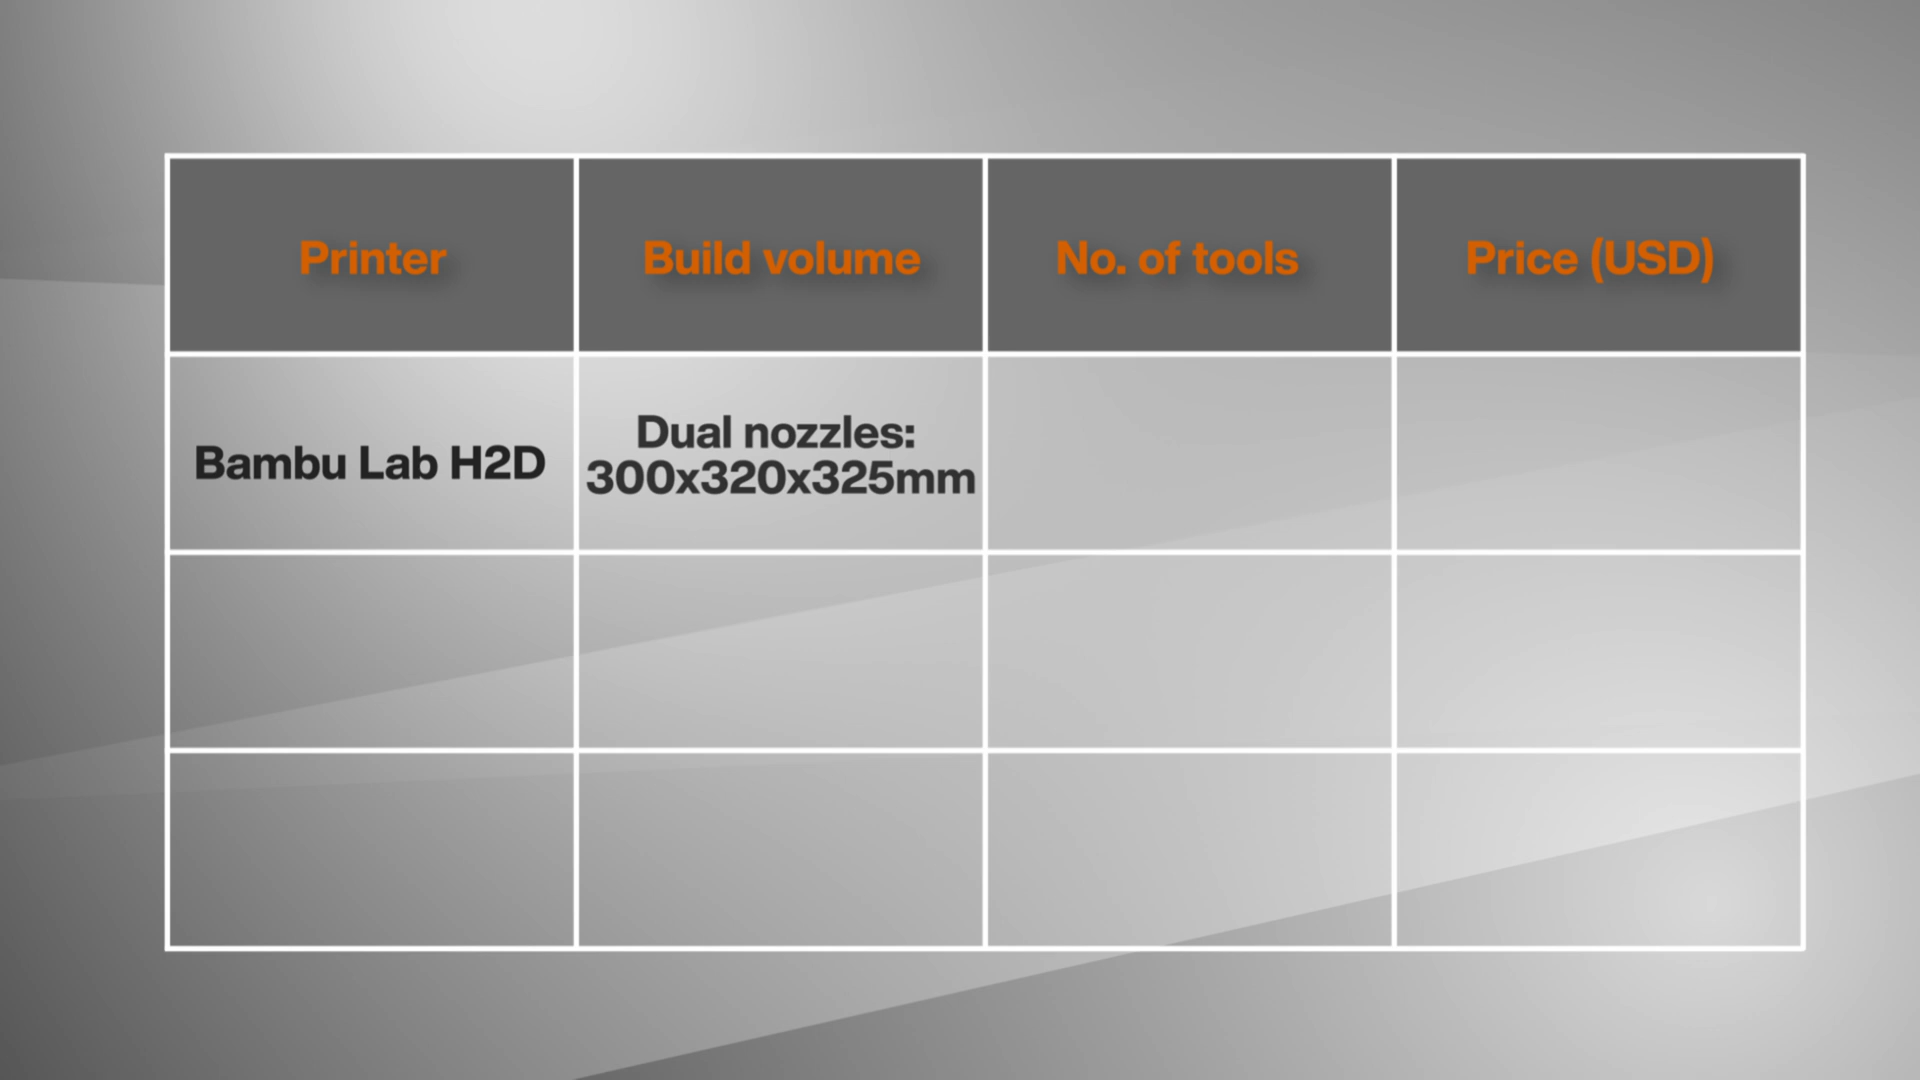 Printer
Build volume
No. of tools
Price (USD)
Bambu Lab H2D
Dual nozzles:
300x320x325mm